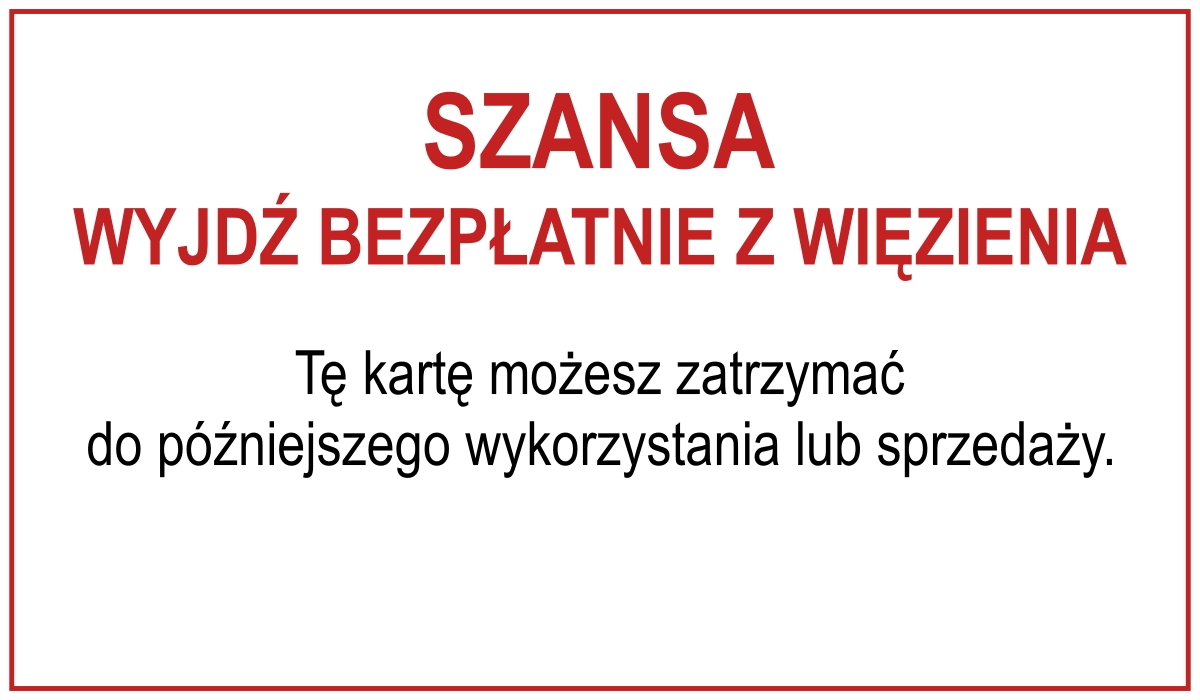 SZANSA
WYJDŹ BEZPŁATNIE Z WIĘZIENIA
Tę kartę możesz zatrzymać
do późniejszego wykorzystania lub sprzedaży.